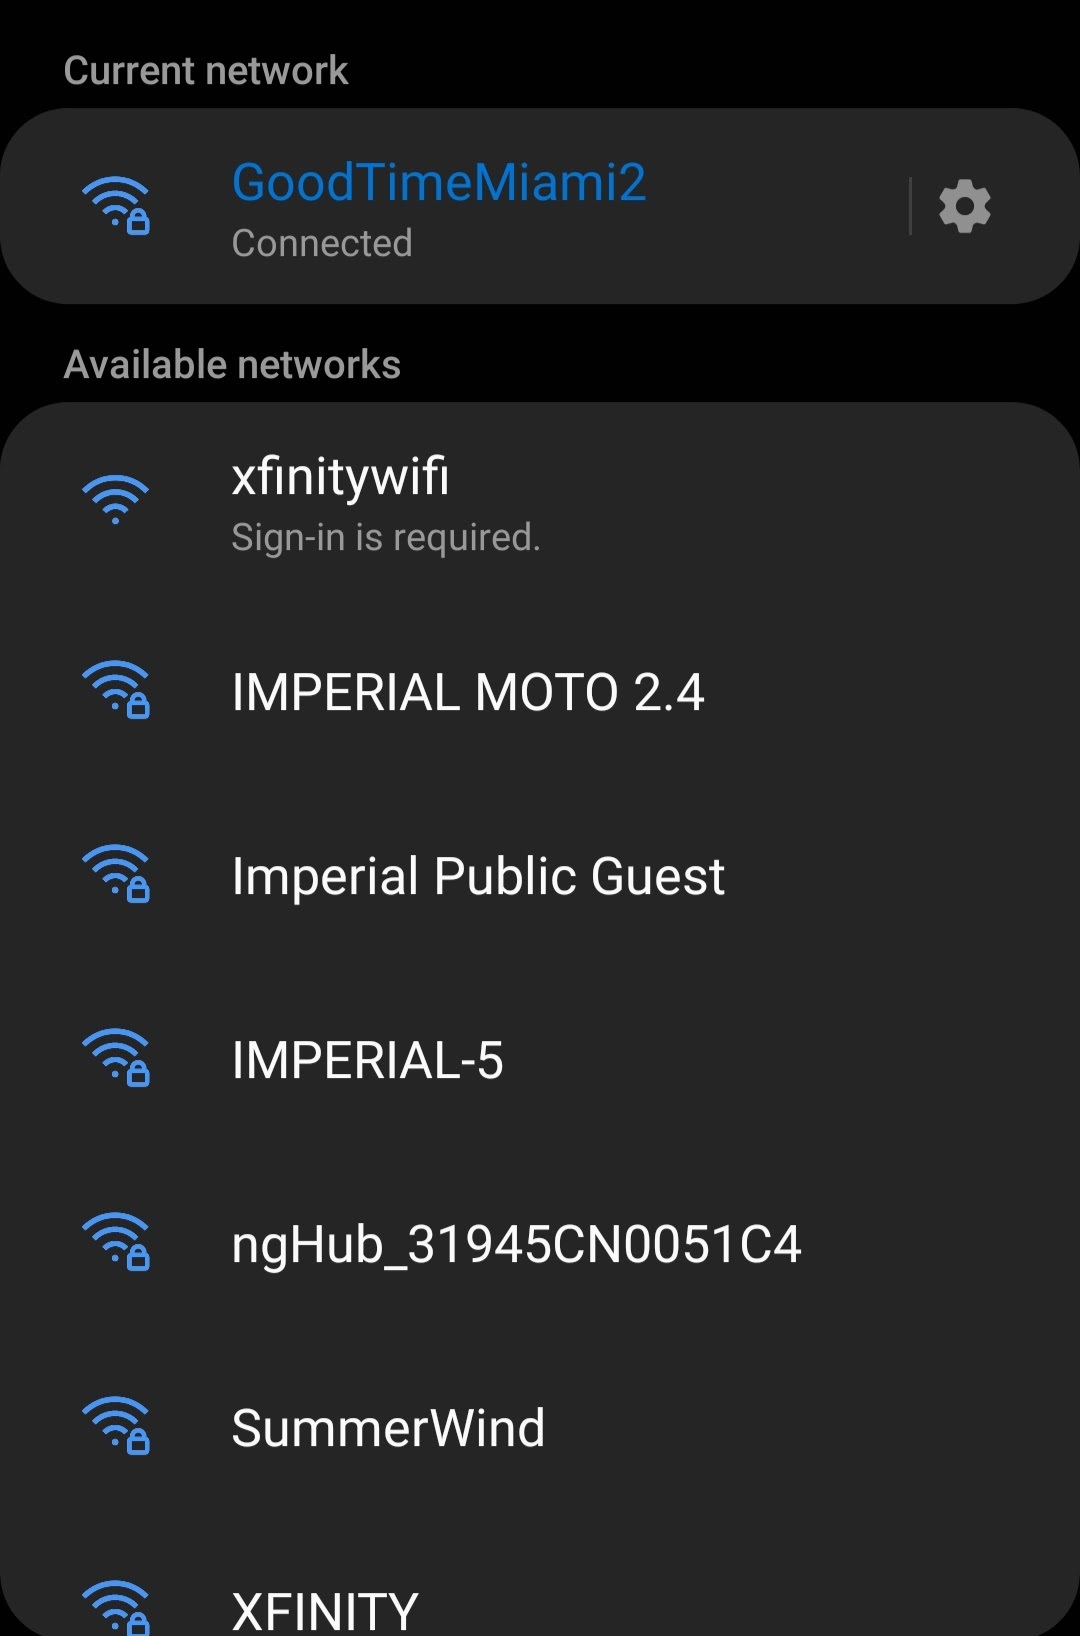 Current network
GoodTimeMiami2
Connected
Available networks
xfinitywifi
Sign-in is required.
IMPERIAL MOTO 2.4
Imperial Public Guest
IMPERIAL-5
ngHub_31945CN0051C4
SummerWind
XFINITY